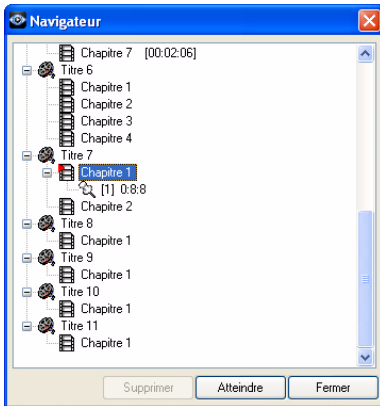 Navigateur
Chapitre 7 [00:02:06]
Titre 6
Chapitre 1
Chapitre 2
Chapitre 3
Chapitre 4
Titre 7
Chapitre 1
[1] 0:8:8
Chapitre 2
Titre 8
Chapitre 1
Titre 9
Chapitre 1
Titre 10
Chapitre 1
Titre 11
Chapitre 1
Supprimer Atteindre Fermer